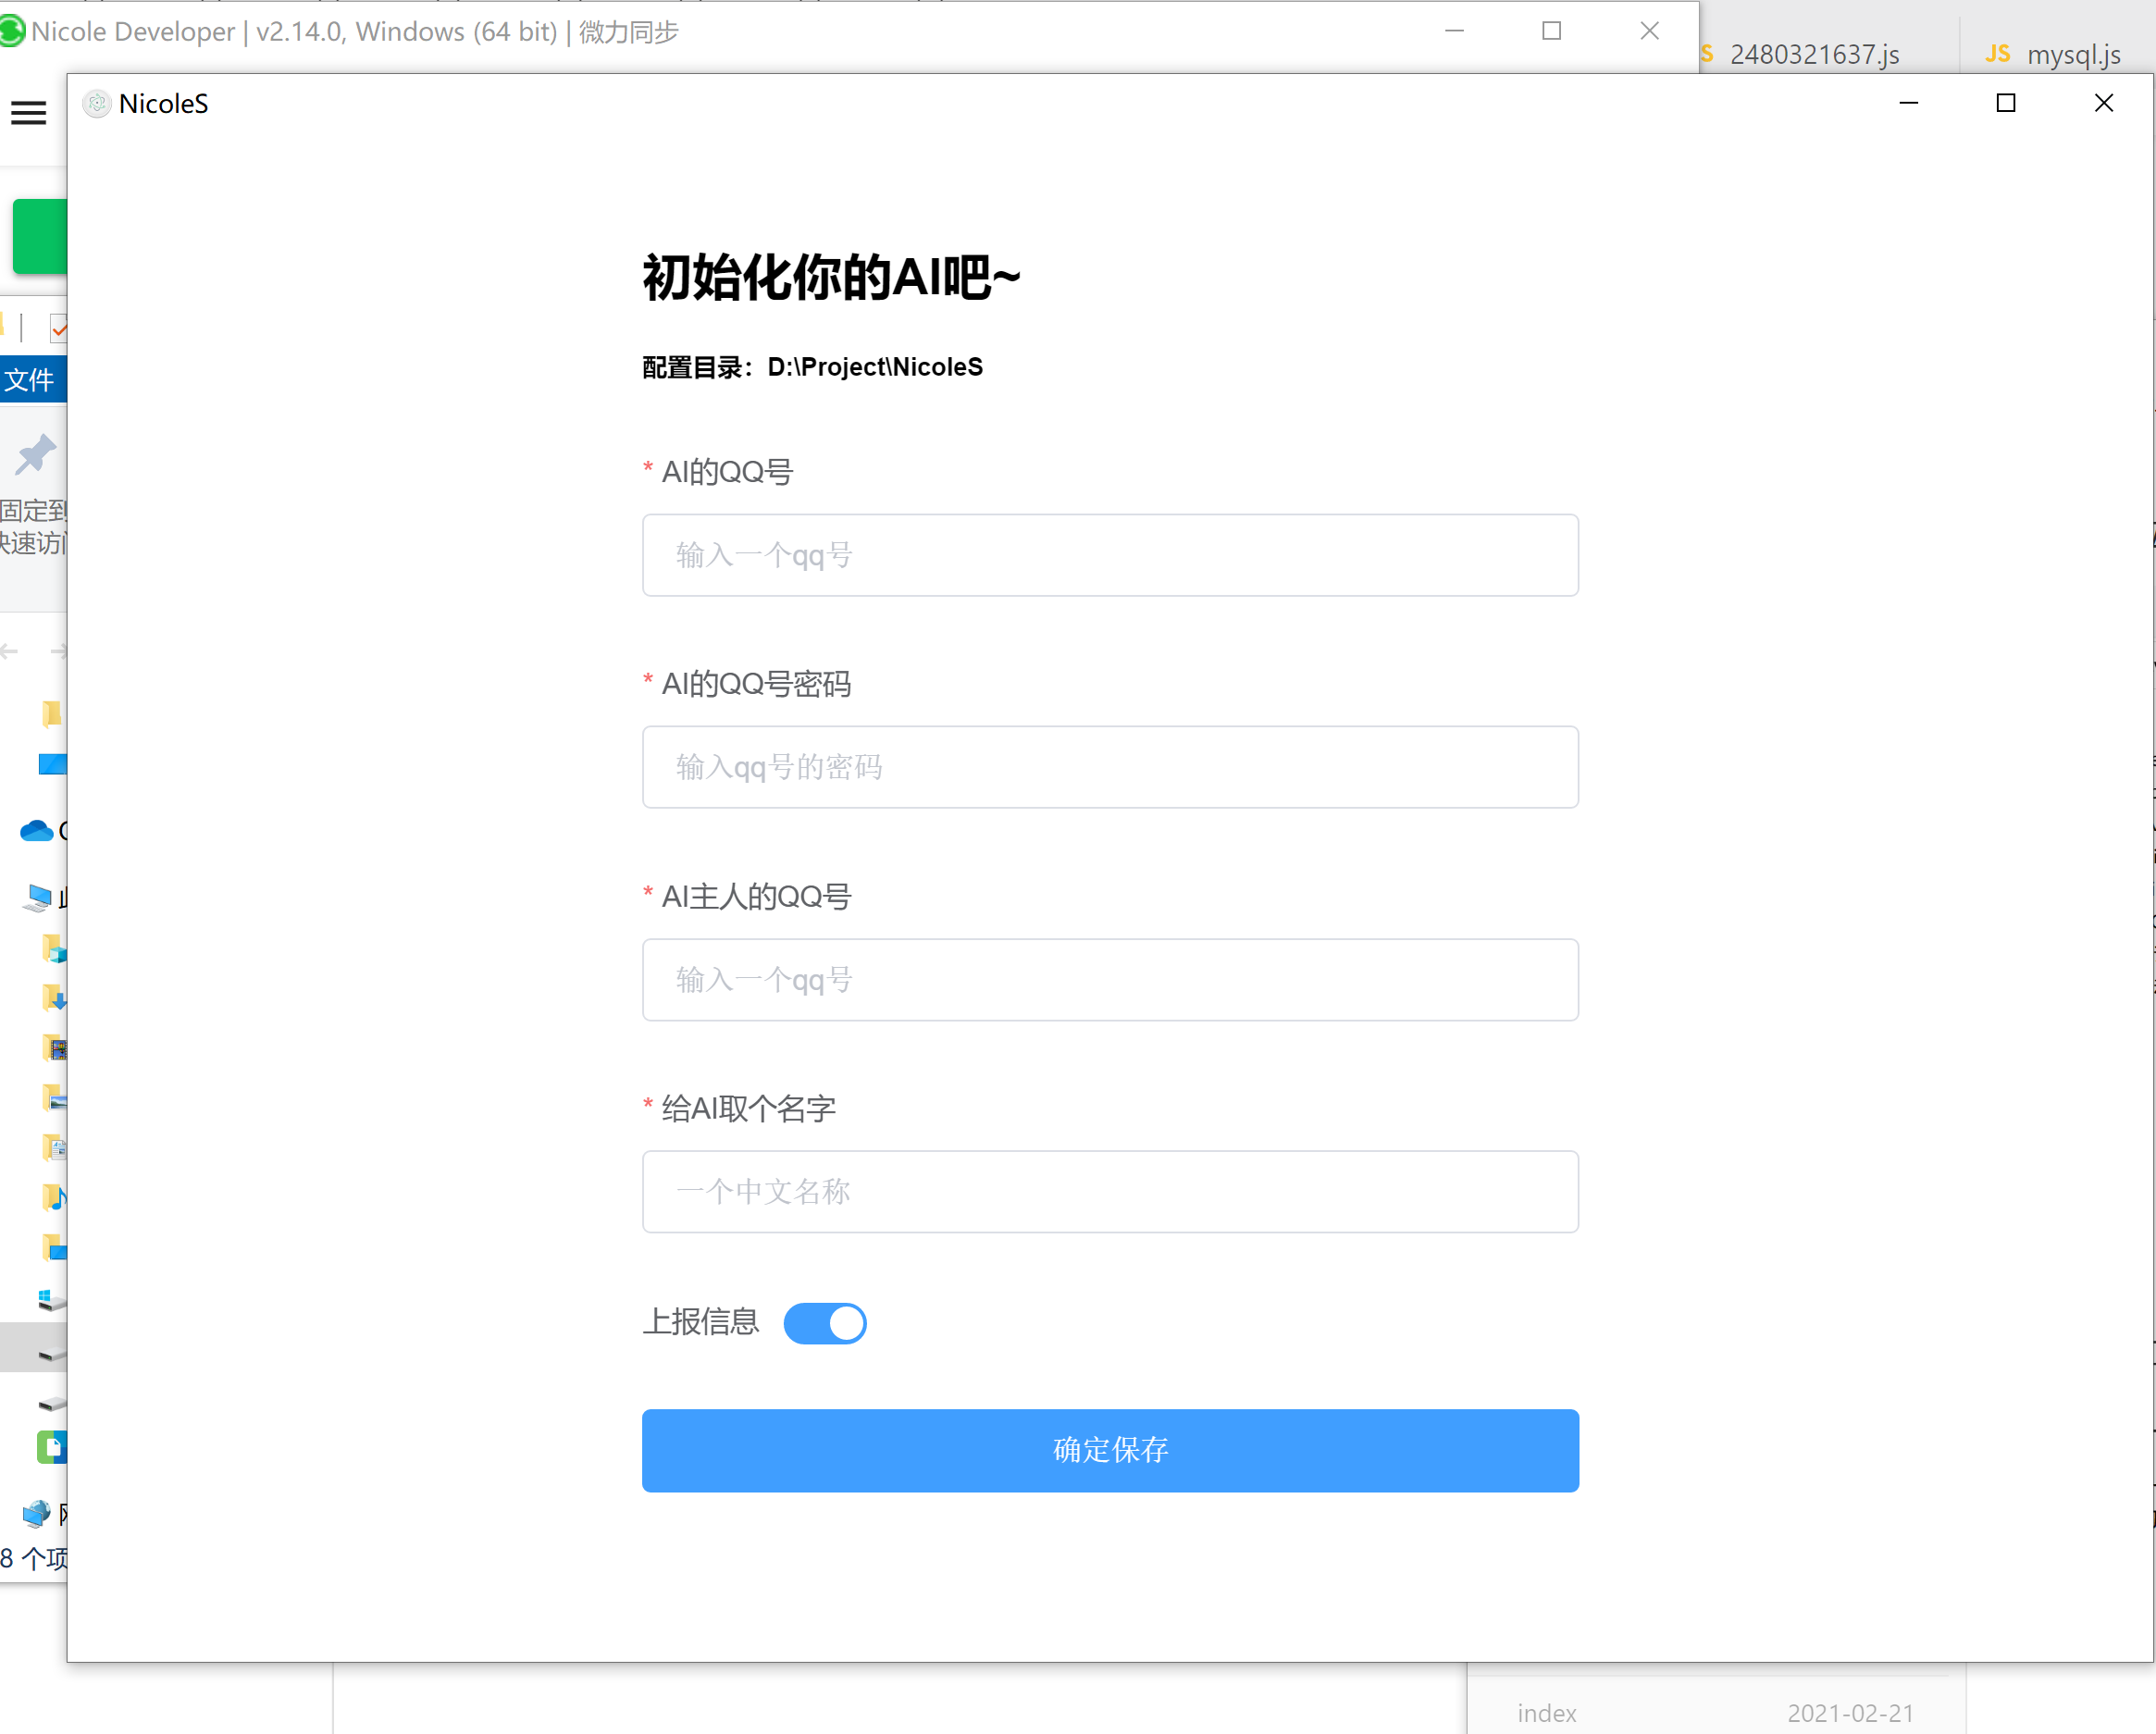 Nicole Developer | v2.14.0, Windows (64 bit) | 微力同步
2480321637.js
JS mysql.js
NicoleS
初始化你的AI吧~
配置目录：D:\Project\NicoleS
* AI的QQ号
输入一个qq号
* AI的QQ号密码
输入qq号的密码
* AI主人的QQ号
输入一个qq号
* 给AI取个名字
一个中文名称
上报信息
确定保存
文件
固定到
快速访
8 个项
index 2021-02-21